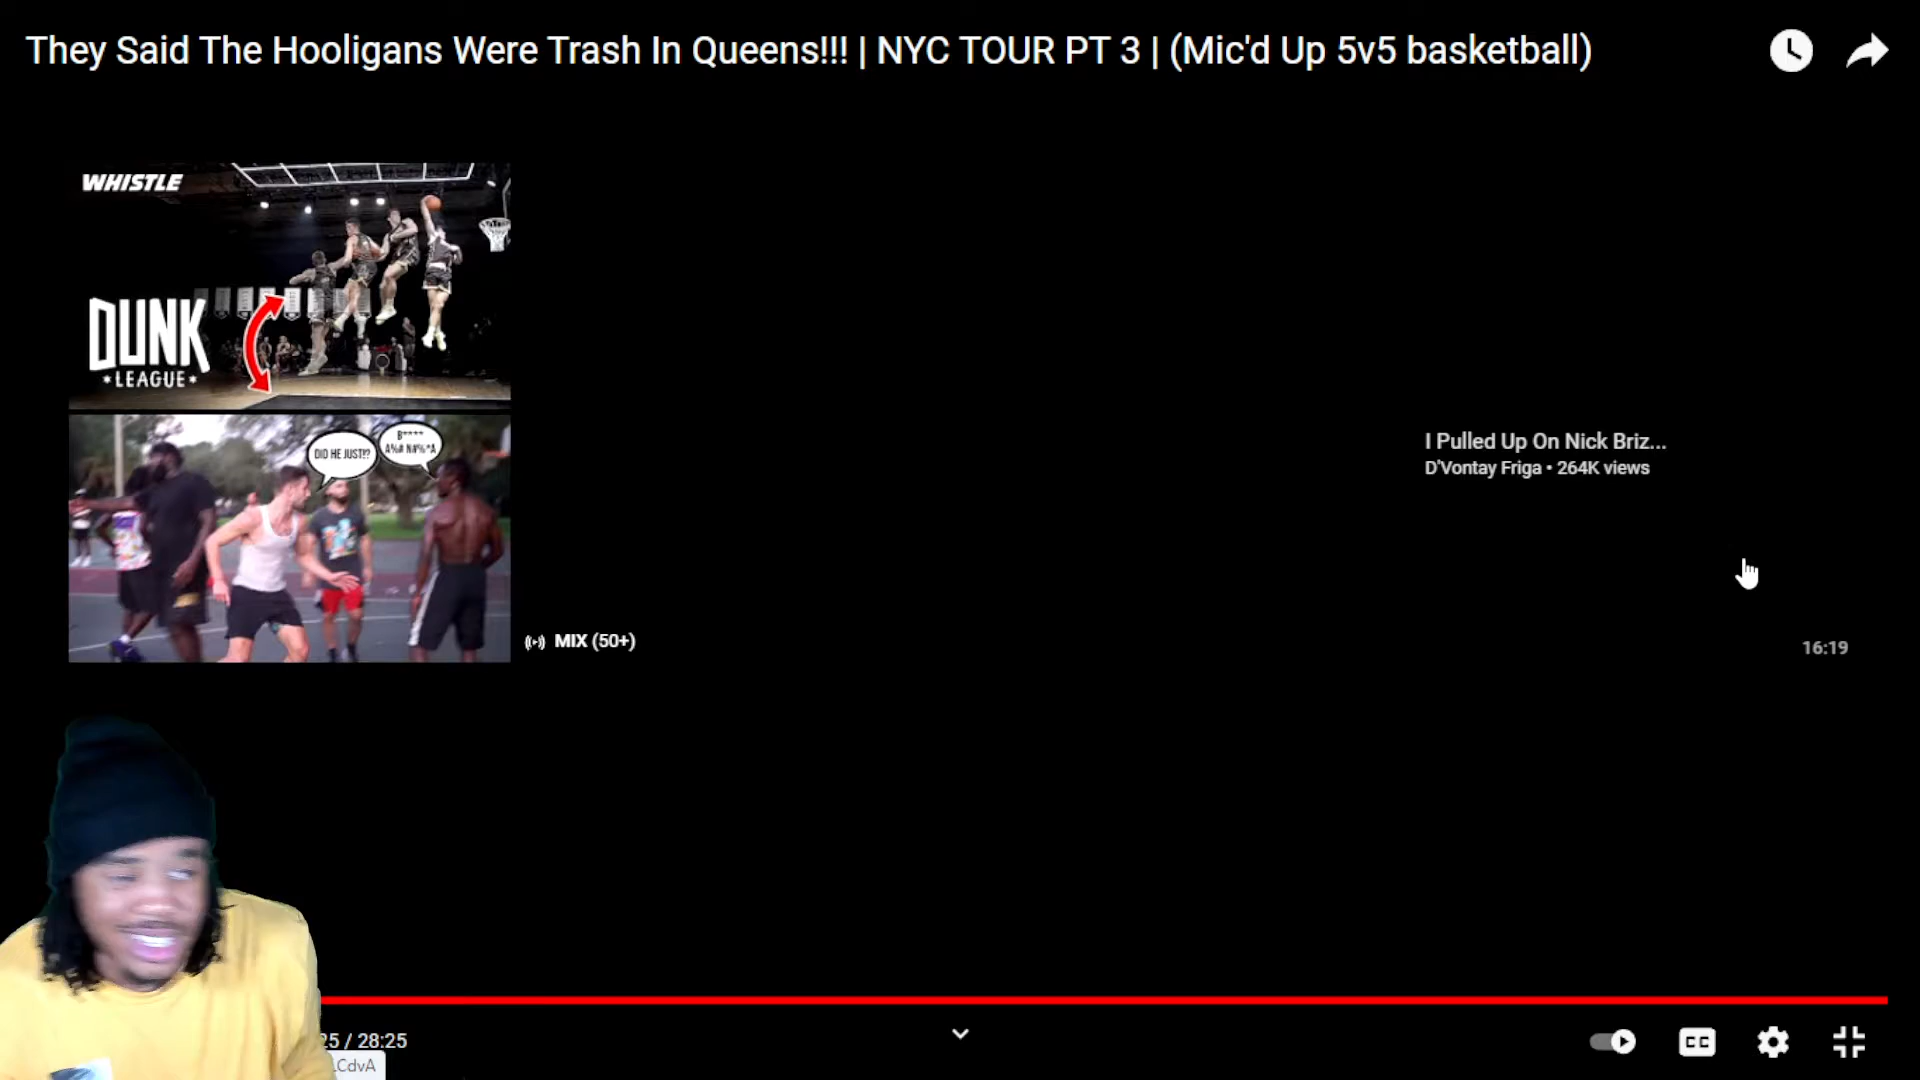 They Said The Hooligans Were Trash In Queens!!! | NYC TOUR PT 3 | (Mic'd Up 5v5 basketball)
WHISTLE
DUNK
LEAGUE
DID HE JUST!?
B****
A%# N#%*A
I Pulled Up On Nick Briz...
D'Vontay Friga • 264K views
MIX (50+)
16:19
25 / 28:25
CC
.CdvA